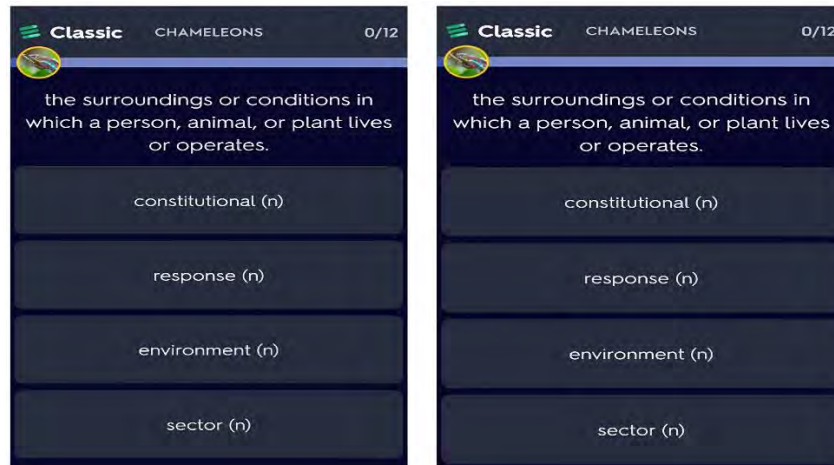 Classic CHAMELEONS 0/12
the surroundings or conditions in
which a person, animal, or plant lives
or operates.
constitutional (n)
response (n)
environment (n)
sector (n)
Classic CHAMELEONS 0/12
the surroundings or conditions in
which a person, animal, or plant lives
or operates.
constitutional (n)
response (n)
environment (n)
sector (n)